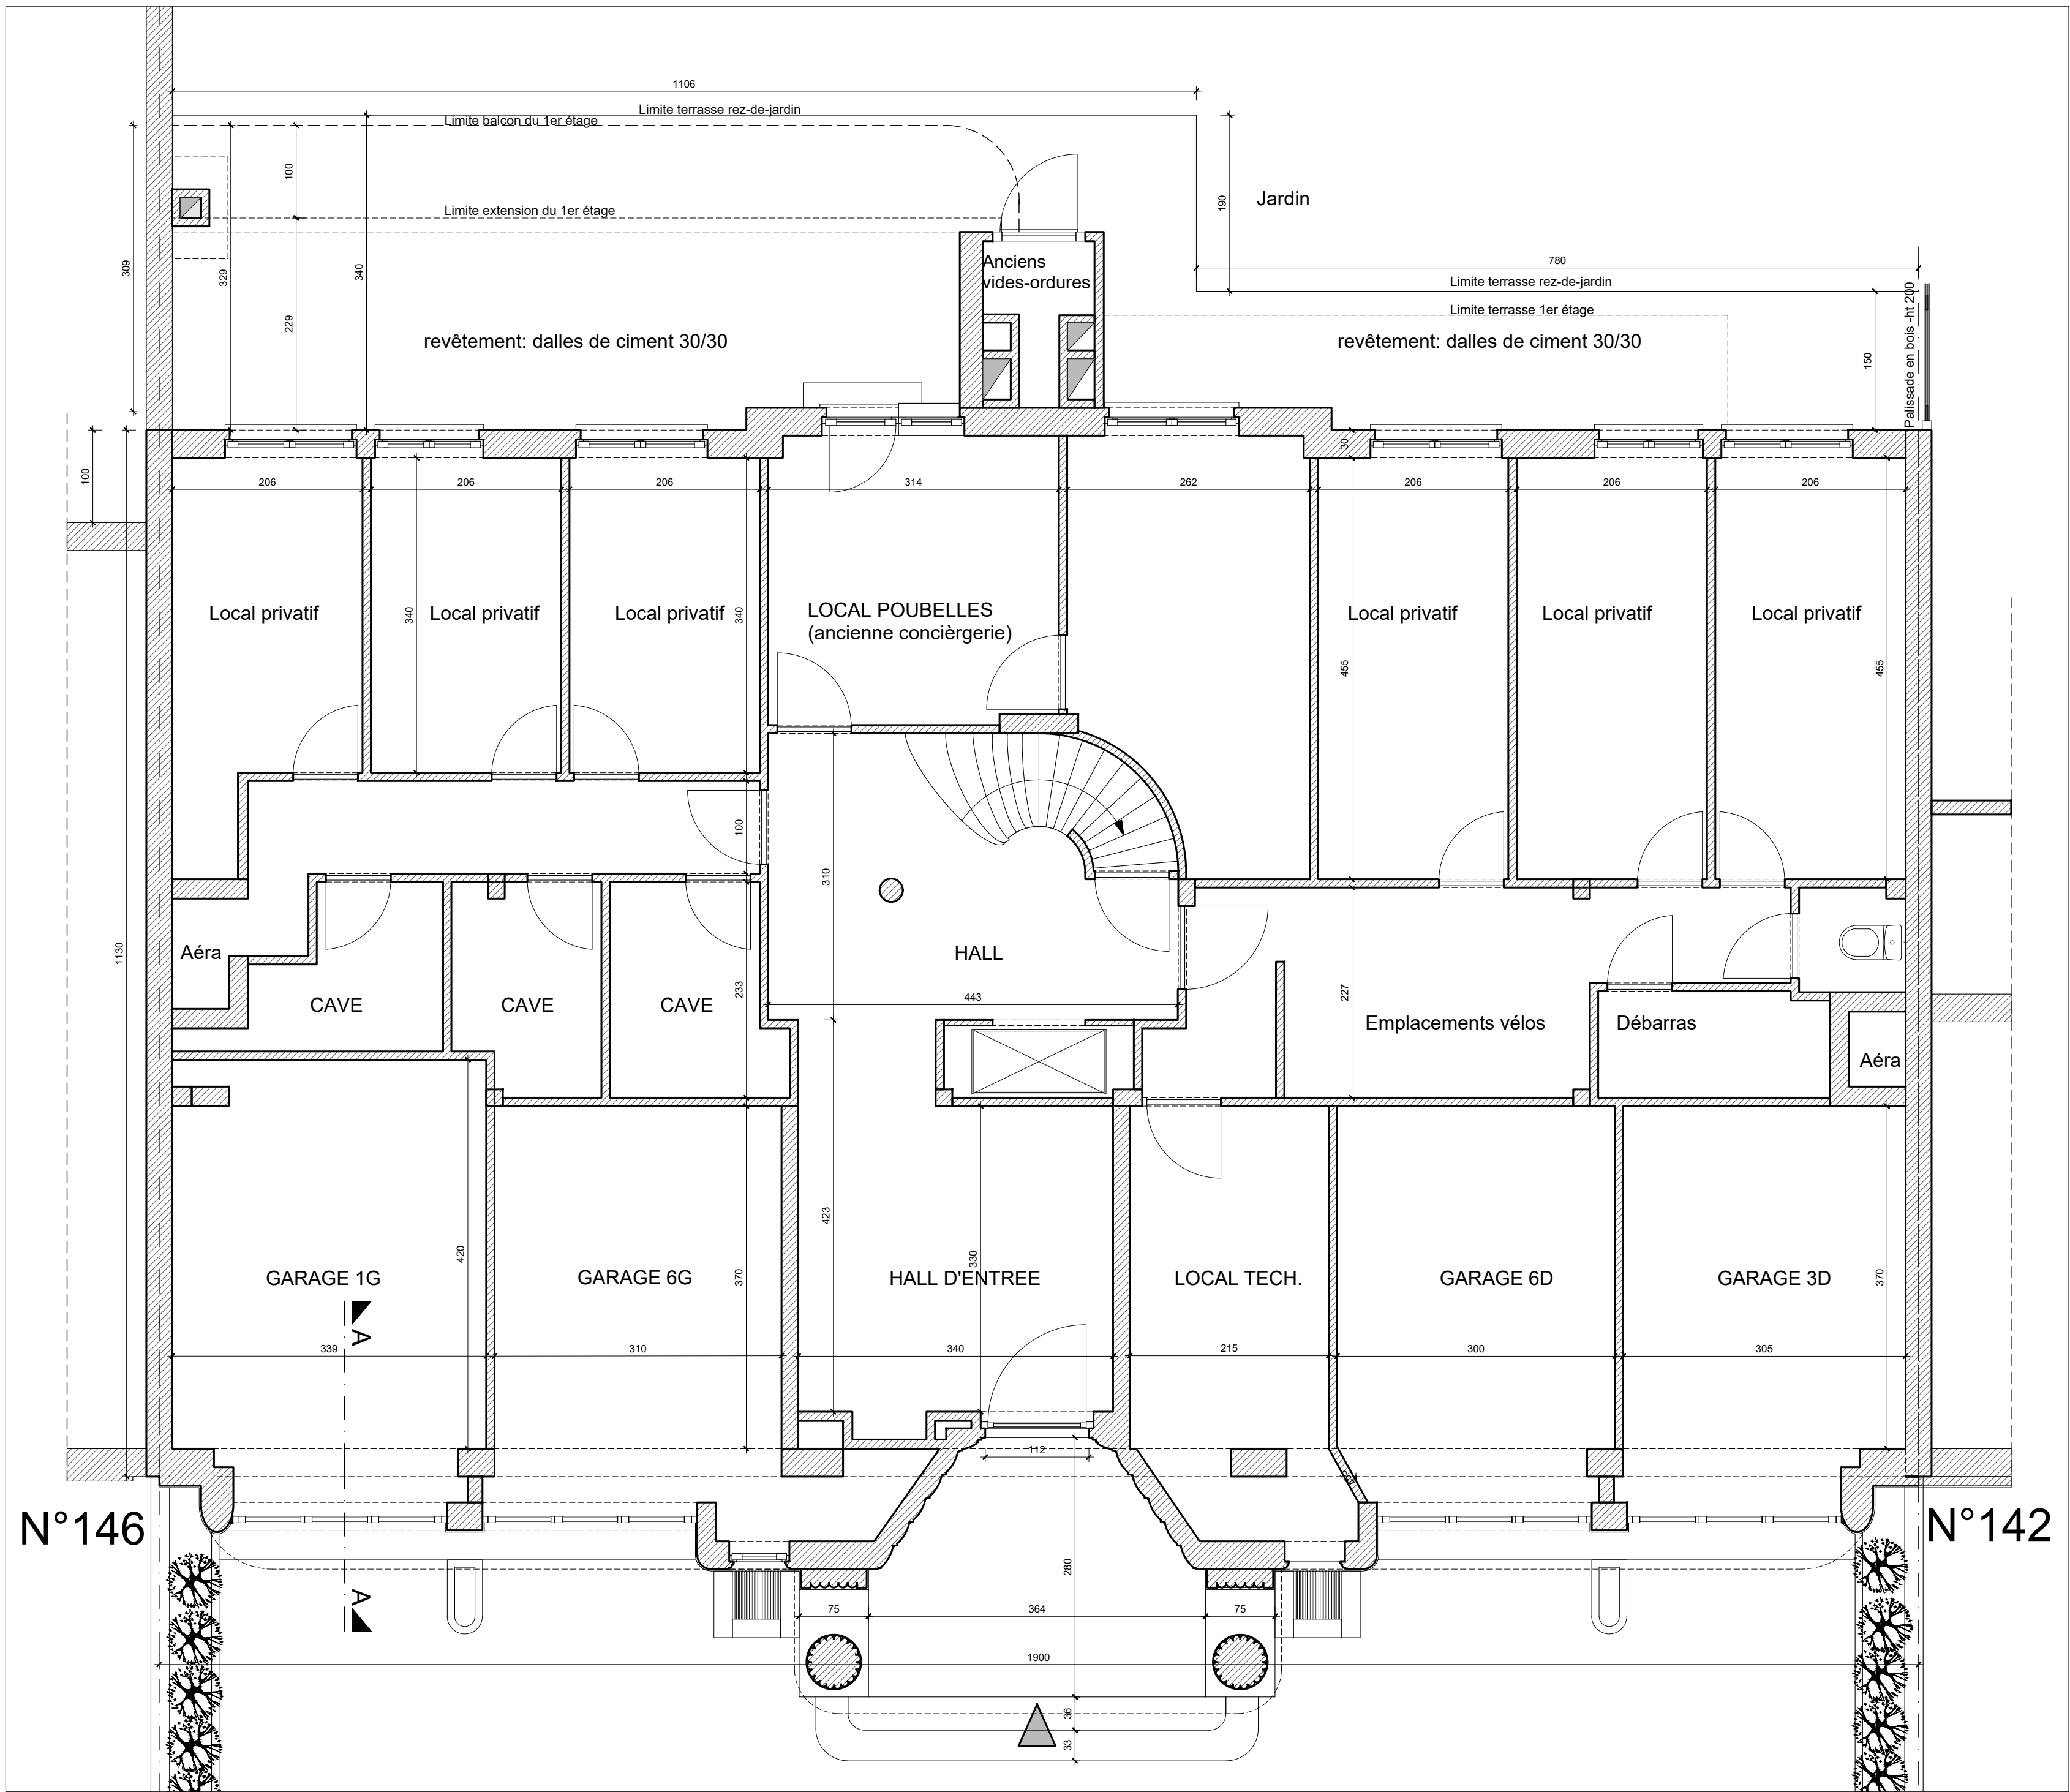 1106
Limite terrasse rez-de-jardin
Limite balcon du 1er étage
100
190
Jardin
Limite extension du 1er étage
309
329
340
229
Anciens
vides-ordures
780
Limite terrasse rez-de-jardin
Limite terrasse 1er étage
Palissade en bois -ht 200
revêtement: dalles de ciment 30/30
revêtement: dalles de ciment 30/30
150
30
100
206
206
206
314
262
206
206
206
Local privatif
340
Local privatif
Local privatif
340
LOCAL POUBELLES
(ancienne concièrgerie)
Local privatif
Local privatif
Local privatif
455
455
100
310
1130
Aéra
HALL
233
443
227
CAVE
CAVE
CAVE
Emplacements vélos
Débarras
Aéra
423
420
370
330
370
GARAGE 1G
GARAGE 6G
HALL D'ENTREE
LOCAL TECH.
GARAGE 6D
GARAGE 3D
A
339
310
340
215
300
305
112
N°146
N°142
280
A
75
364
75
1900
36
33